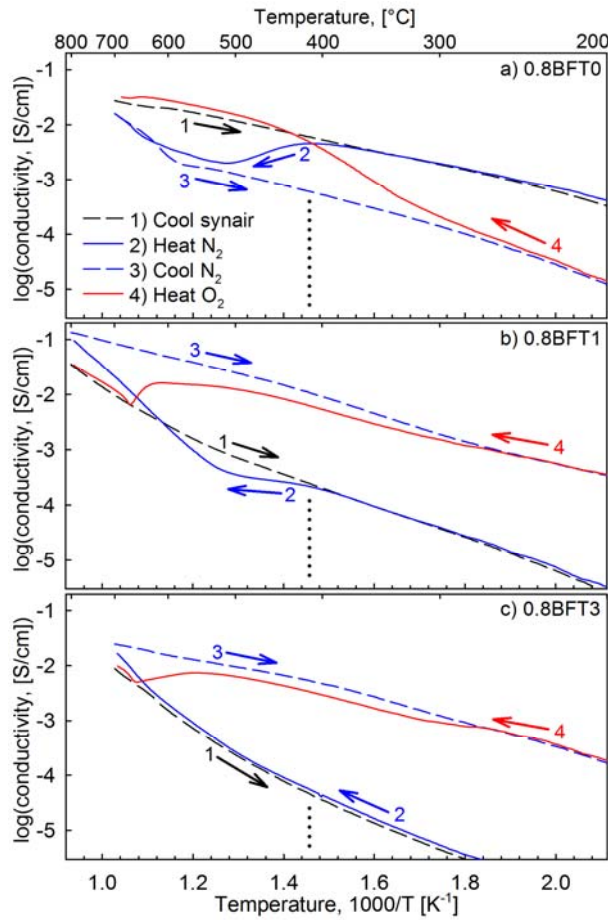 Temperature, [°C]
800 700 600 500 400 300 200
a) 0.8BFT0
-1
-2
-3
-4
-5
log(conductivity, [S/cm])
1
2
3
4
1) Cool synair
2) Heat N₂
3) Cool N₂
4) Heat O₂
b) 0.8BFT1
-1
-2
-3
-4
-5
log(conductivity, [S/cm])
3
1
2
4
c) 0.8BFT3
-1
-2
-3
-4
-5
log(conductivity, [S/cm])
3
1
2
4
1.0 1.2 1.4 1.6 1.8 2.0
Temperature, 1000/T [K⁻¹]